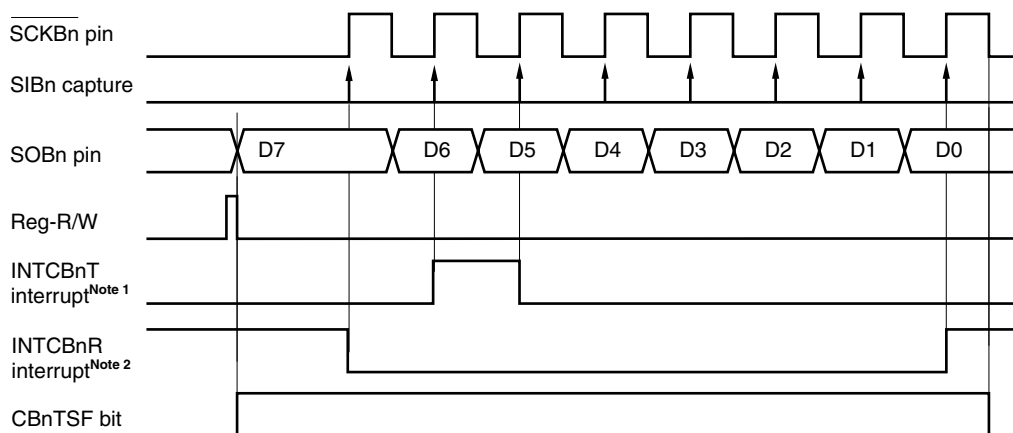 SCKBn pin
SIBn capture
SOBn pin
D7 D6 D5 D4 D3 D2 D1 D0
Reg-R/W
INTCBnT
interruptNote 1
INTCBnR
interruptNote 2
CBnTSF bit